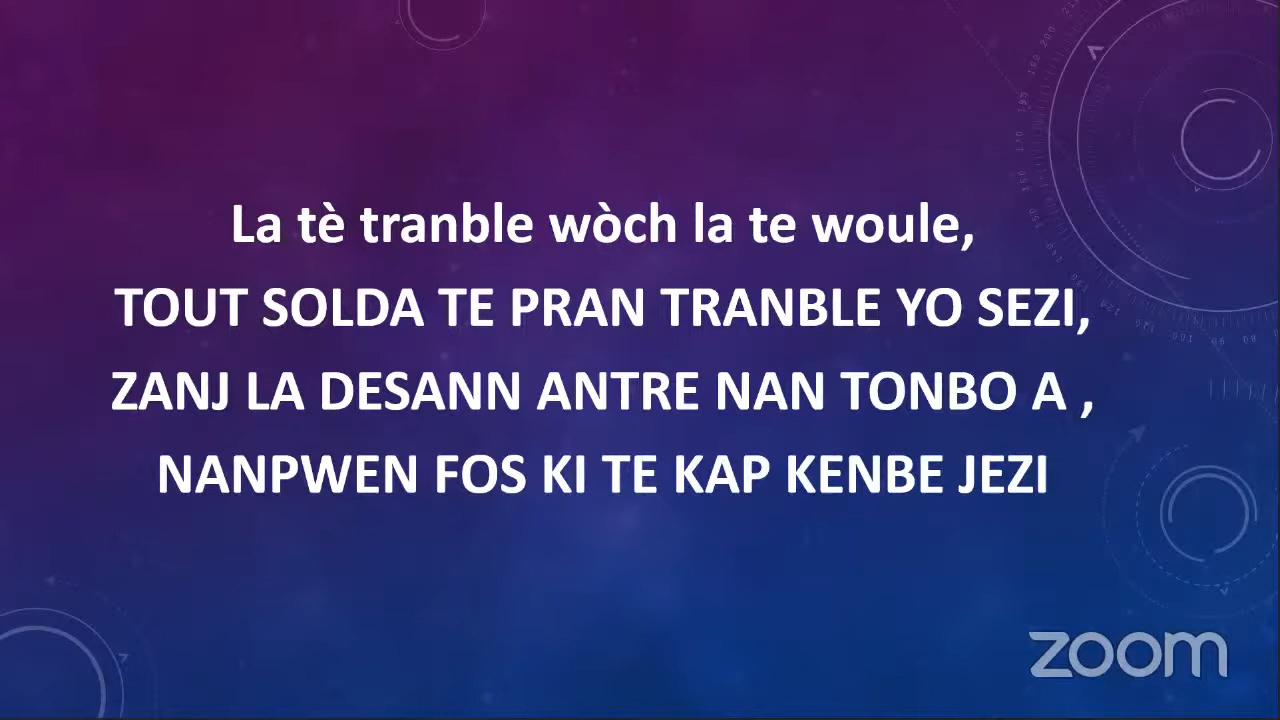 La tè tranble wòch la te woule,
TOUT SOLDA TE PRAN TRANBLE YO SEZI,
ZANJ LA DESANN ANTRE NAN TONBO A ,
NANPWEN FOS KI TE KAP KENBE JEZI
zoom